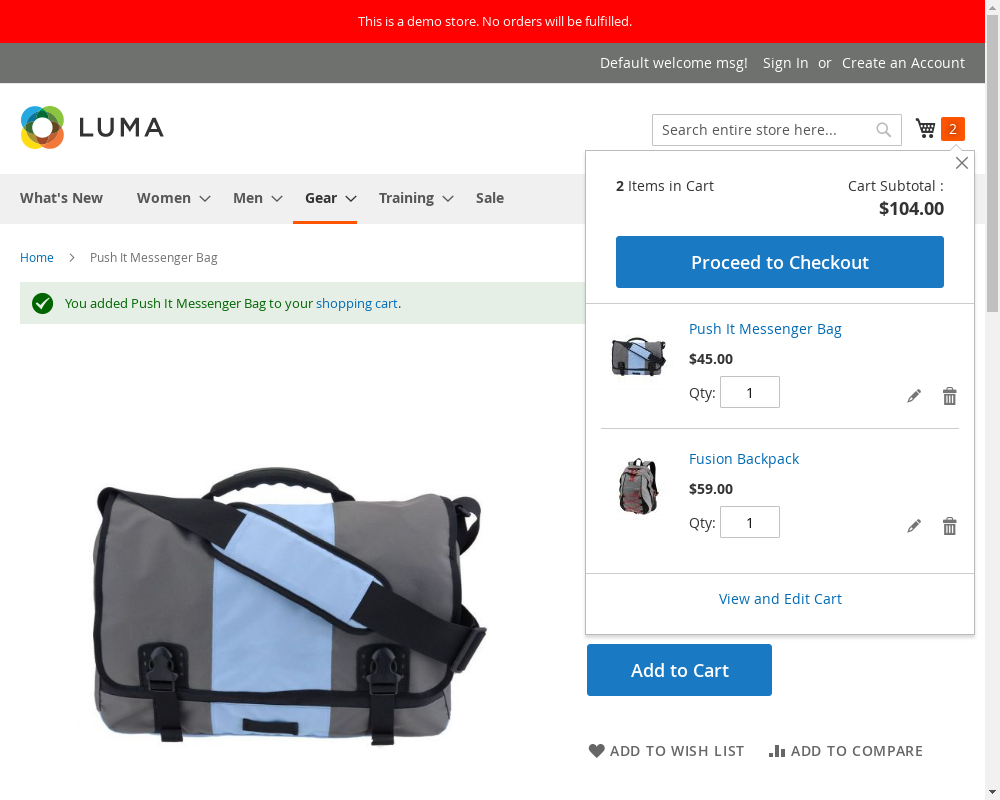 This is a demo store. No orders will be fulfilled.
Default welcome msg! Sign In or Create an Account
LUMA
Search entire store here...
2
What's New Women Men Gear Training Sale
Home Push It Messenger Bag
You added Push It Messenger Bag to your shopping cart.
2 Items in Cart
Cart Subtotal :
$104.00
Proceed to Checkout
Push It Messenger Bag
$45.00
Qty: 1
Fusion Backpack
$59.00
Qty: 1
View and Edit Cart
Add to Cart
ADD TO WISH LIST ADD TO COMPARE